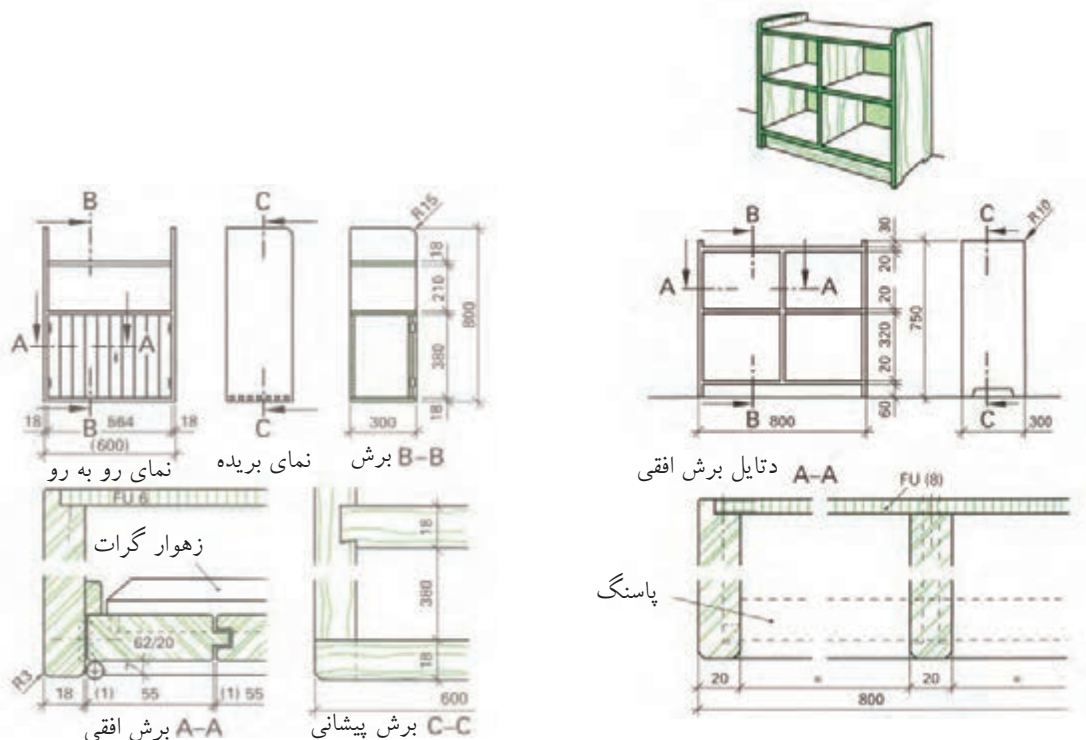 B
B
A
A
18
564
18
(600)
نمای رو به رو
C
C
نمای بریده
R15
18
210
380
18
800
300
برش B–B
B
B
A
A
30
20
20
320
20
60
750
800
C
C
R10
300
دتایل برش افقی
A–A
FU 6
زهوار گرات
62/20
7
R3
18
(1)
55
(1) 55
برش افقی A–A
18
380
18
600
برش پیشانی C–C
FU (8)
پاسنگ
20
=
20
=
800